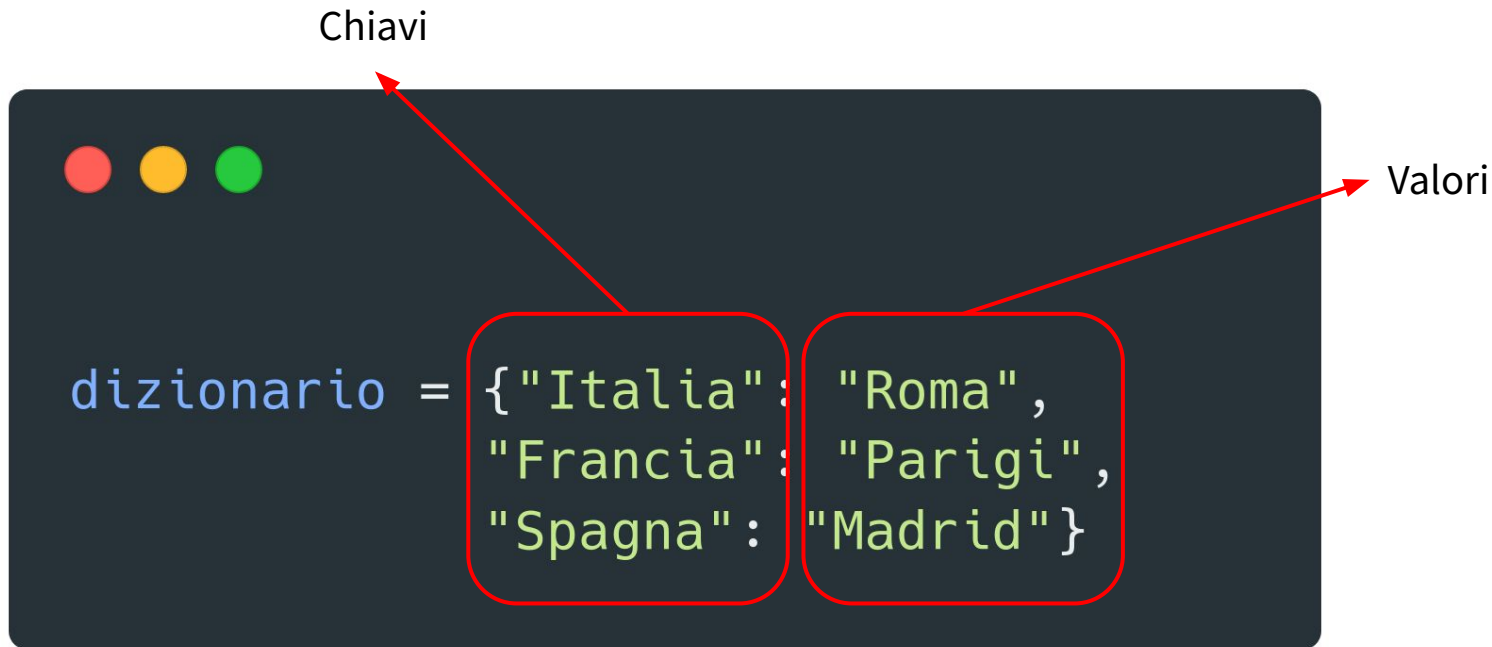 Chiavi
Valori
dizionario = {"Italia": "Roma",
"Francia": "Parigi",
"Spagna": "Madrid"}